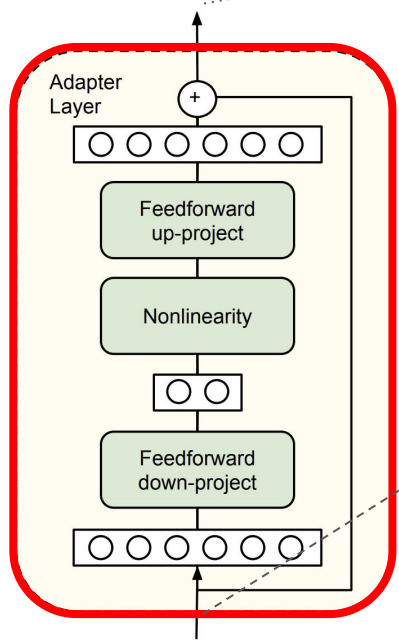 Adapter
Layer
+
Feedforward
up-project
Nonlinearity
Feedforward
down-project